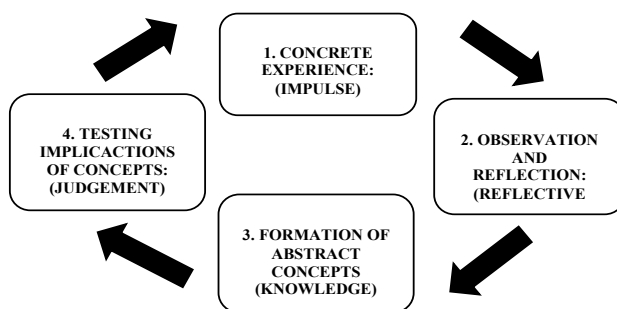 1. CONCRETE
EXPERIENCE:
(IMPULSE)
2. OBSERVATION
AND
REFLECTION:
(REFLECTIVE
3. FORMATION OF
ABSTRACT
CONCEPTS
(KNOWLEDGE)
4. TESTING
IMPLICACTIONS
OF CONCEPTS:
(JUDGEMENT)